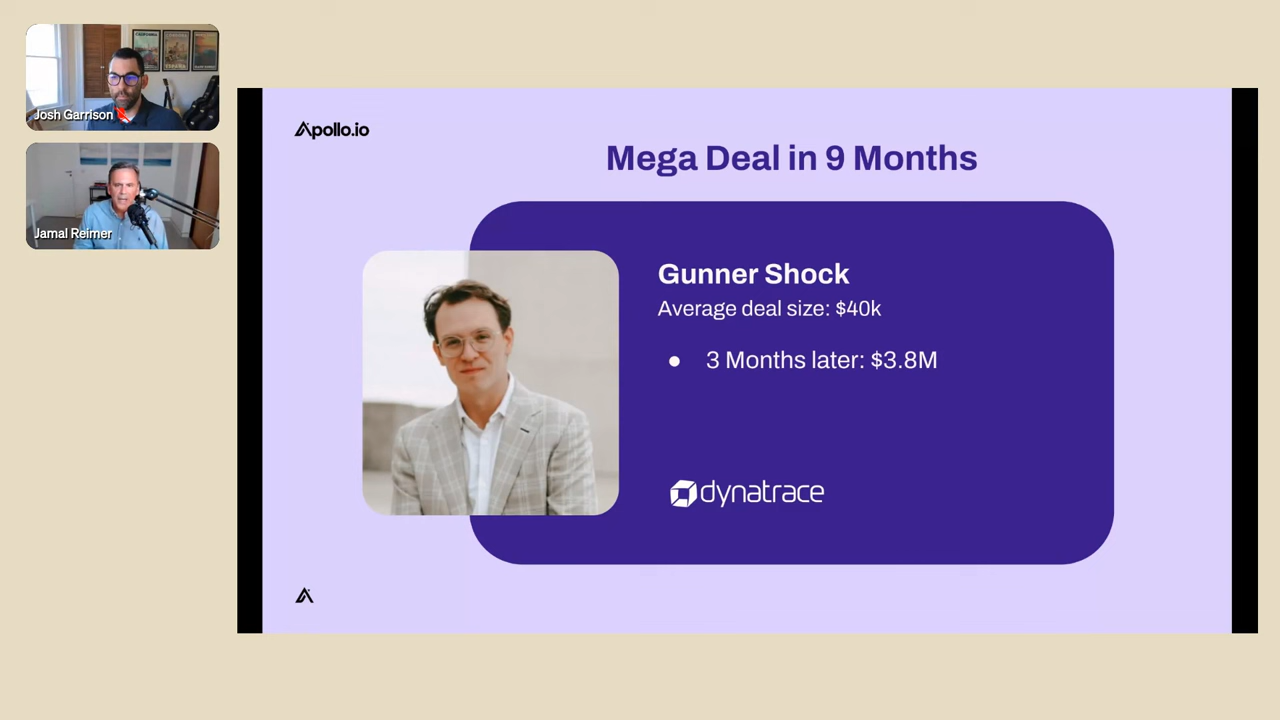 Josh Garrison
Jamal Reimer
Apollo.io
Mega Deal in 9 Months
Gunner Shock
Average deal size: $40k
● 3 Months later: $3.8M
dynatrace